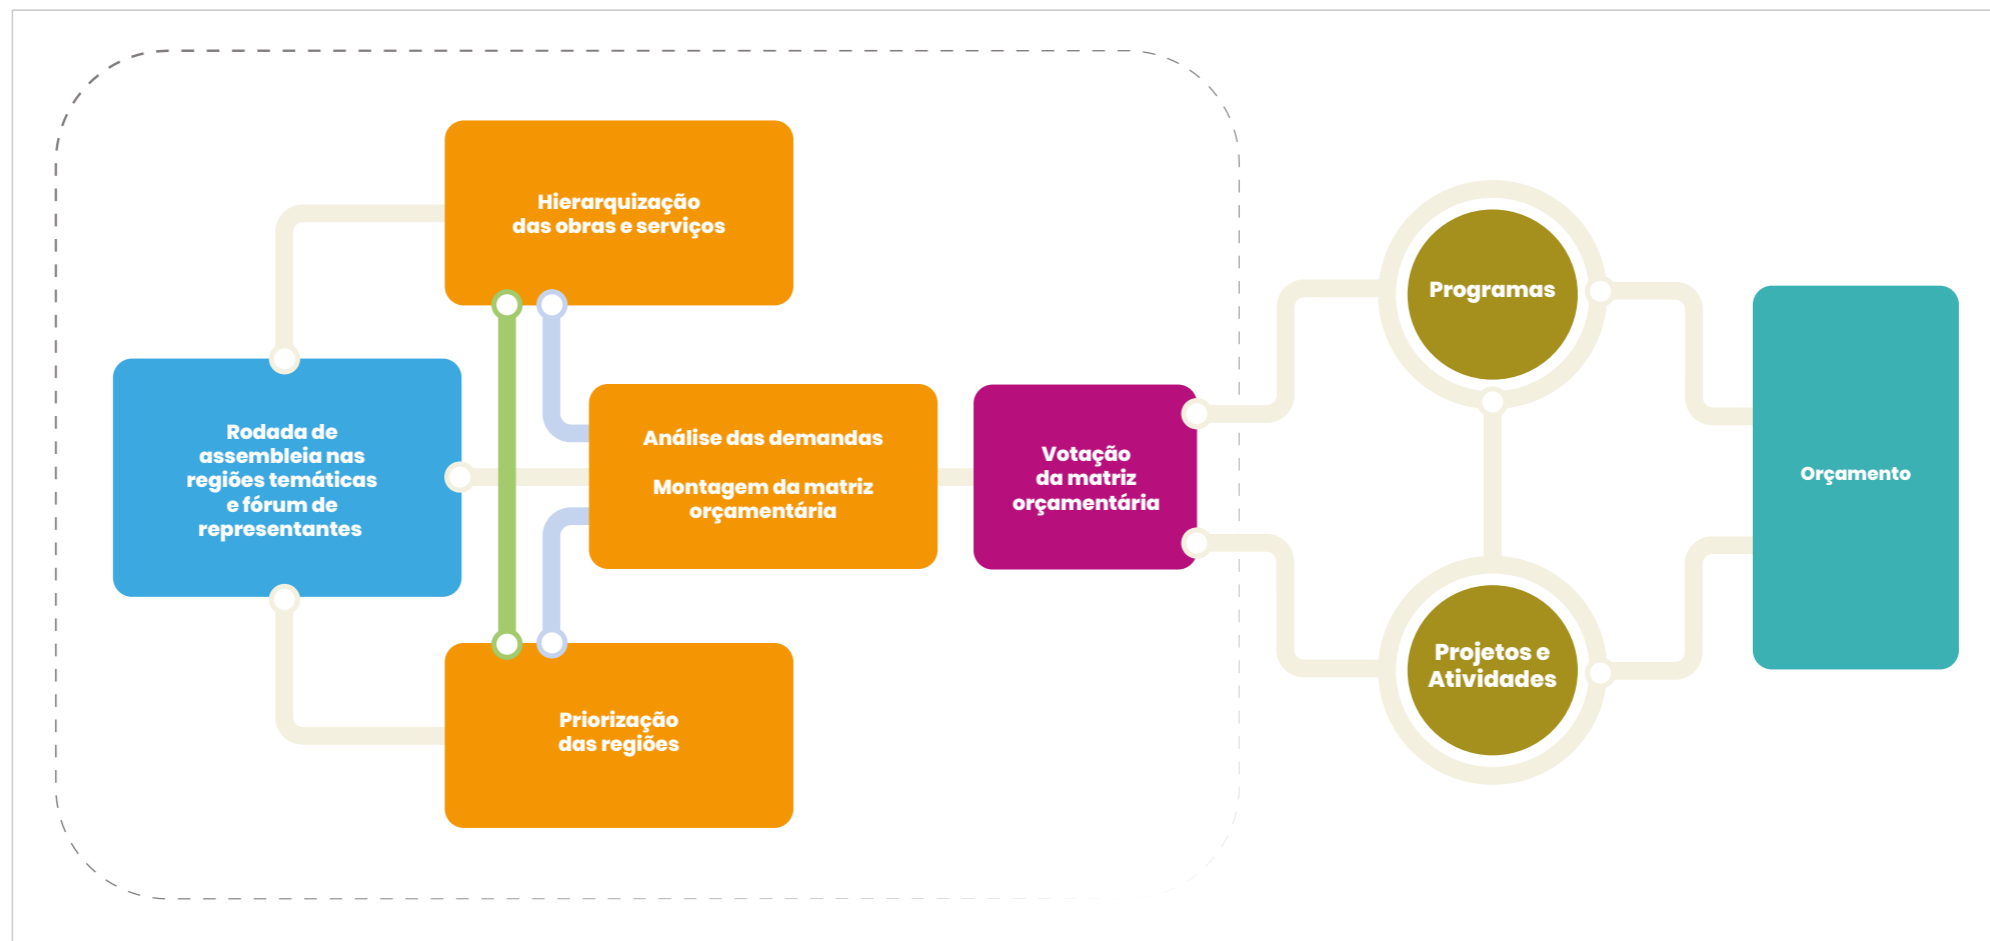 Hierarquização
das obras e serviços
Rodada de
assembleia nas
regiões temáticas
e fórum de
representantes
Análise das demandas
Montagem da matriz
orçamentária
Votação
da matriz
orçamentária
Priorização
das regiões
Programas
Projetos e
Atividades
Orçamento